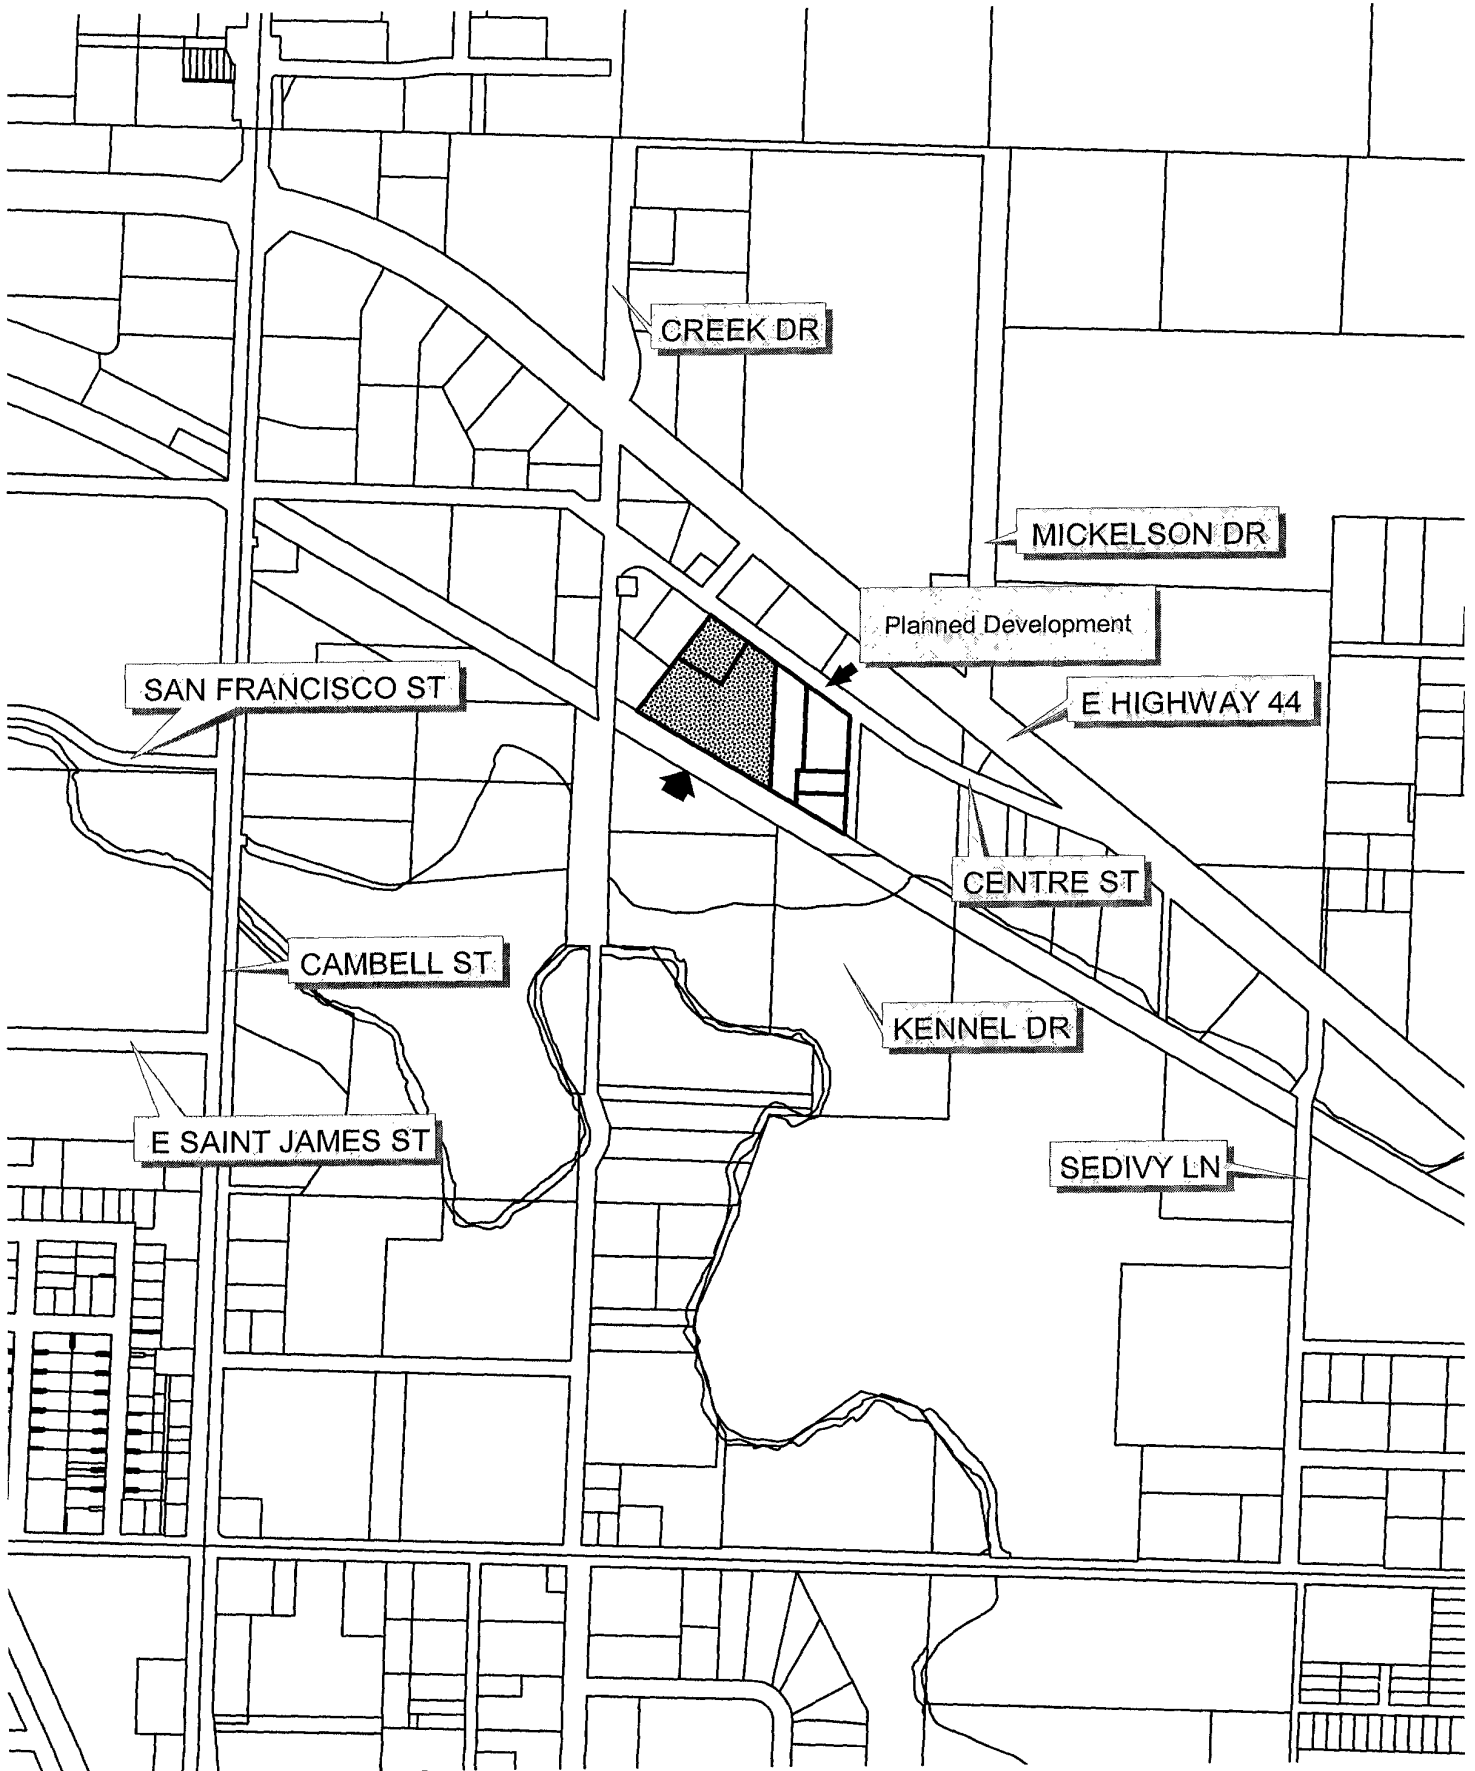 CREEK DR
MICKELSON DR
Planned Development
SAN FRANCISCO ST
E HIGHWAY 44
CENTRE ST
CAMBELL ST
KENNEL DR
E SAINT JAMES ST
SEDIVY LN